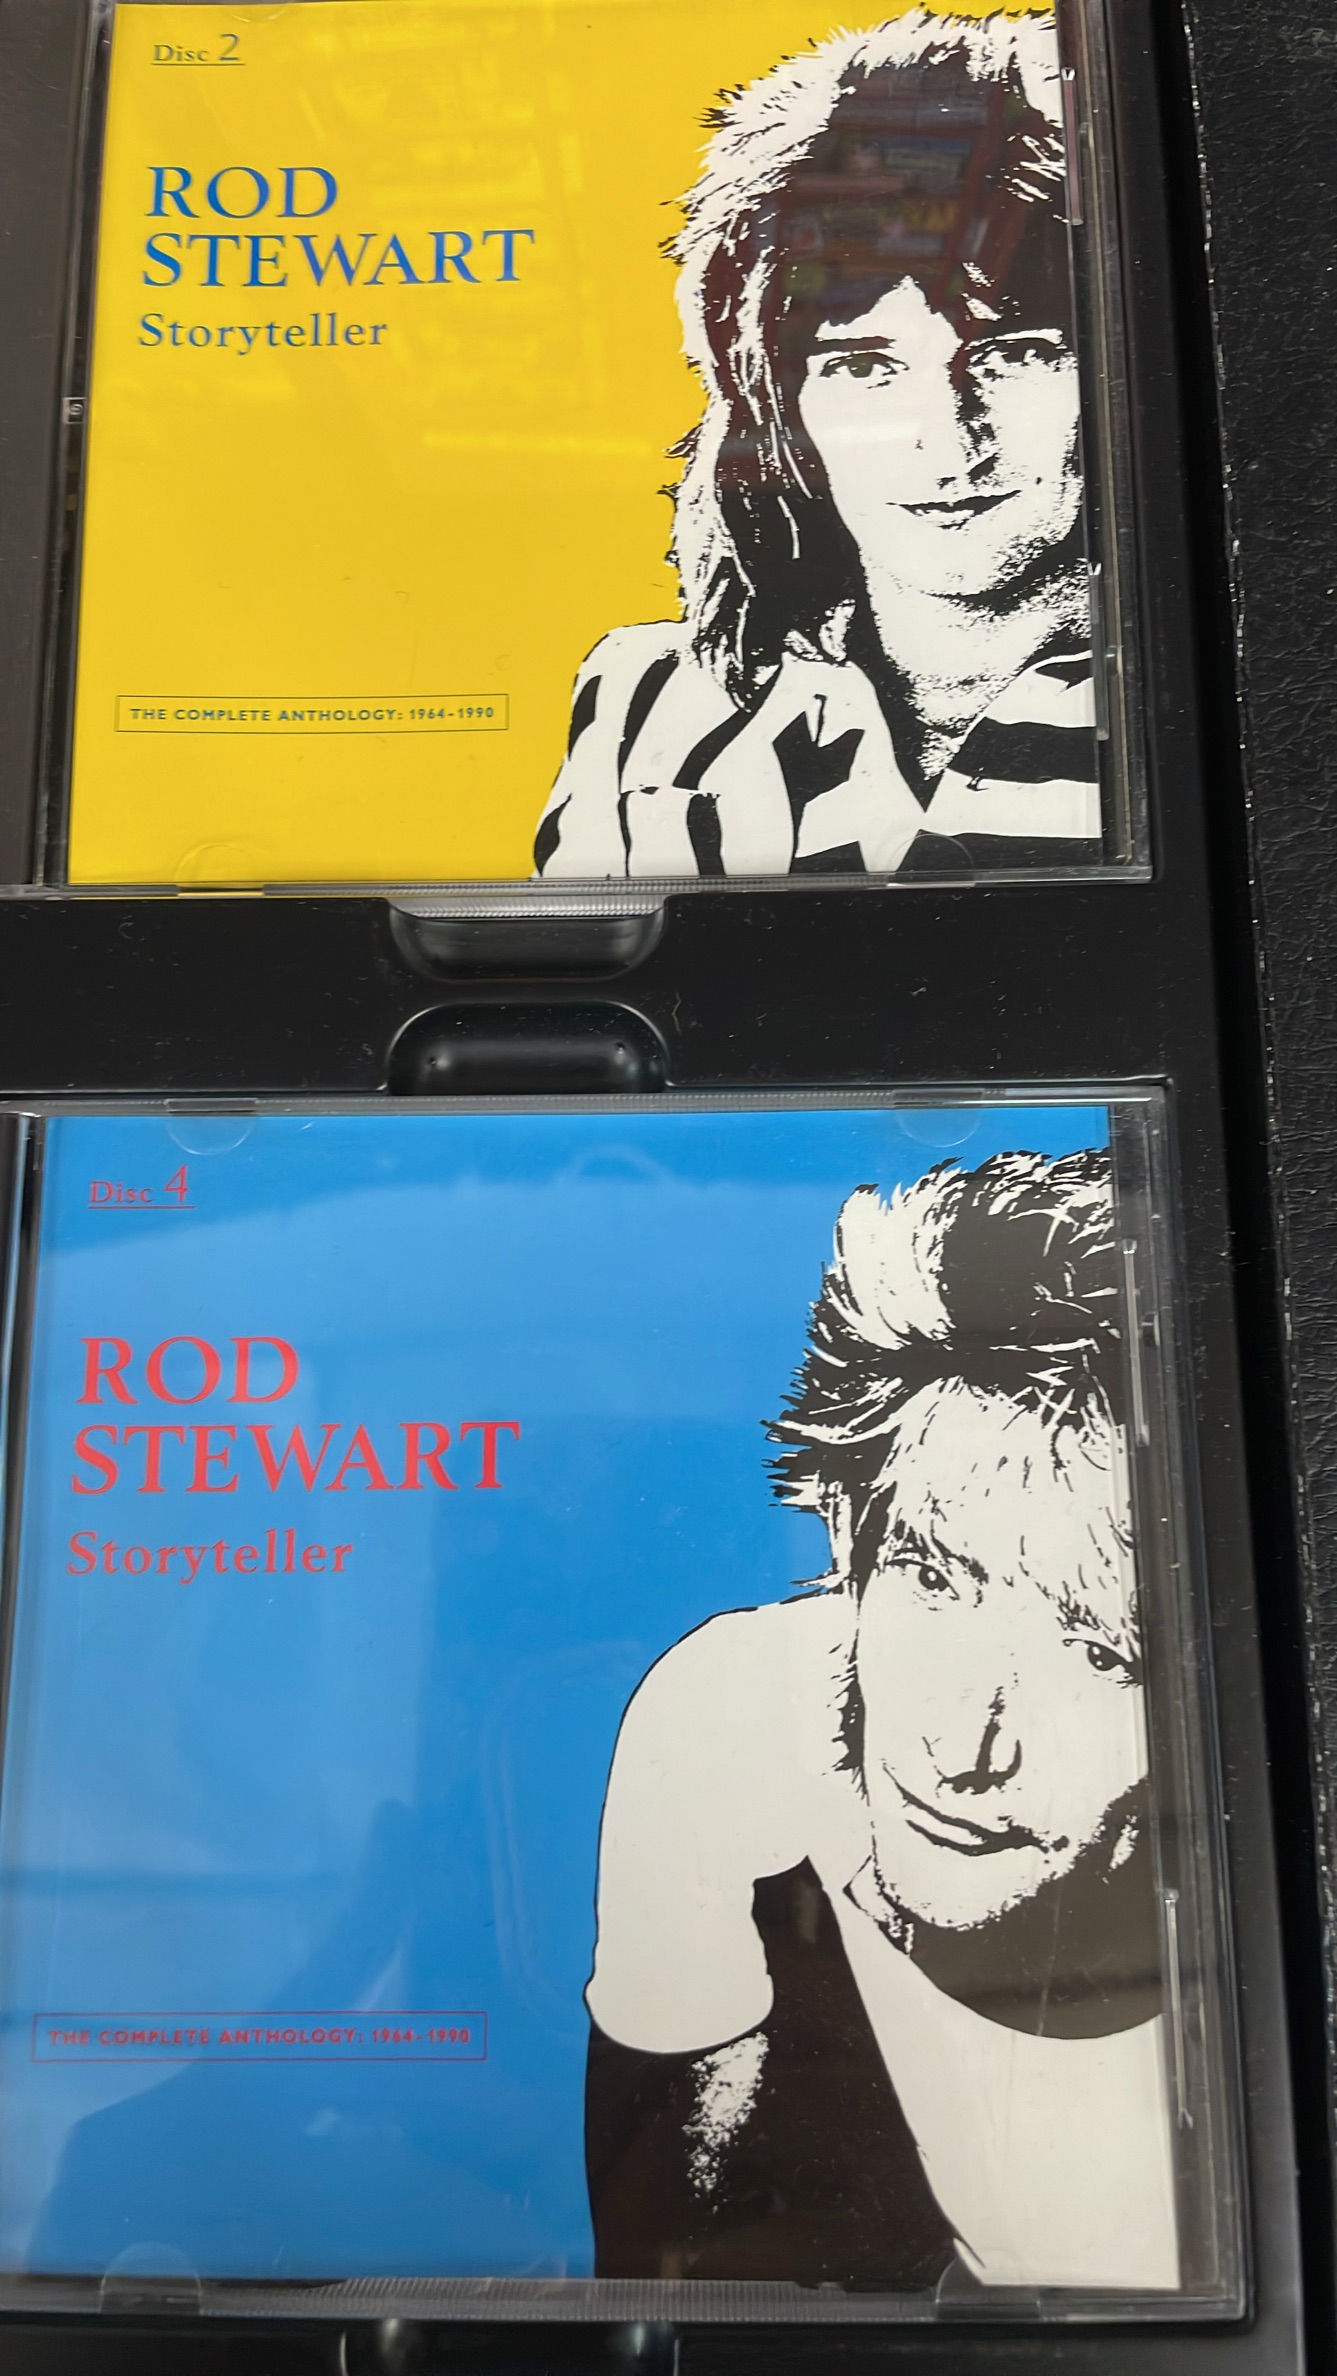 Disc 2
ROD
STEWART
Storyteller
THE COMPLETE ANTHOLOGY: 1964-1990
Disc 4
ROD
STEWART
Storyteller
THE COMPLETE ANTHOLOGY: 1964-1990